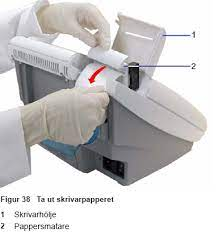 1
2
Figur 38 Ta ut skrivarpapperet
1 Skrivarhölje
2 Pappersmatare